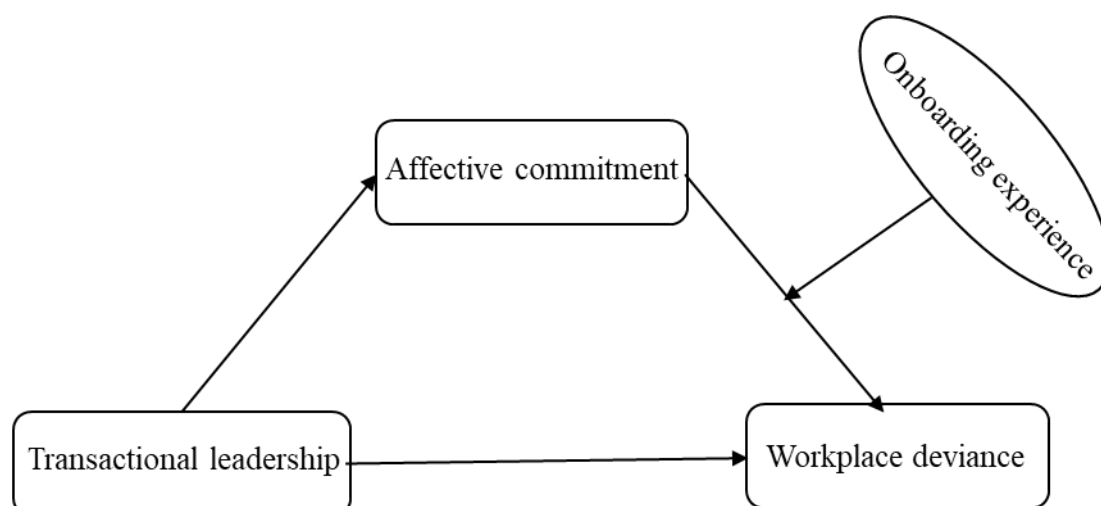 Onboarding experience
Affective commitment
Transactional leadership
Workplace deviance